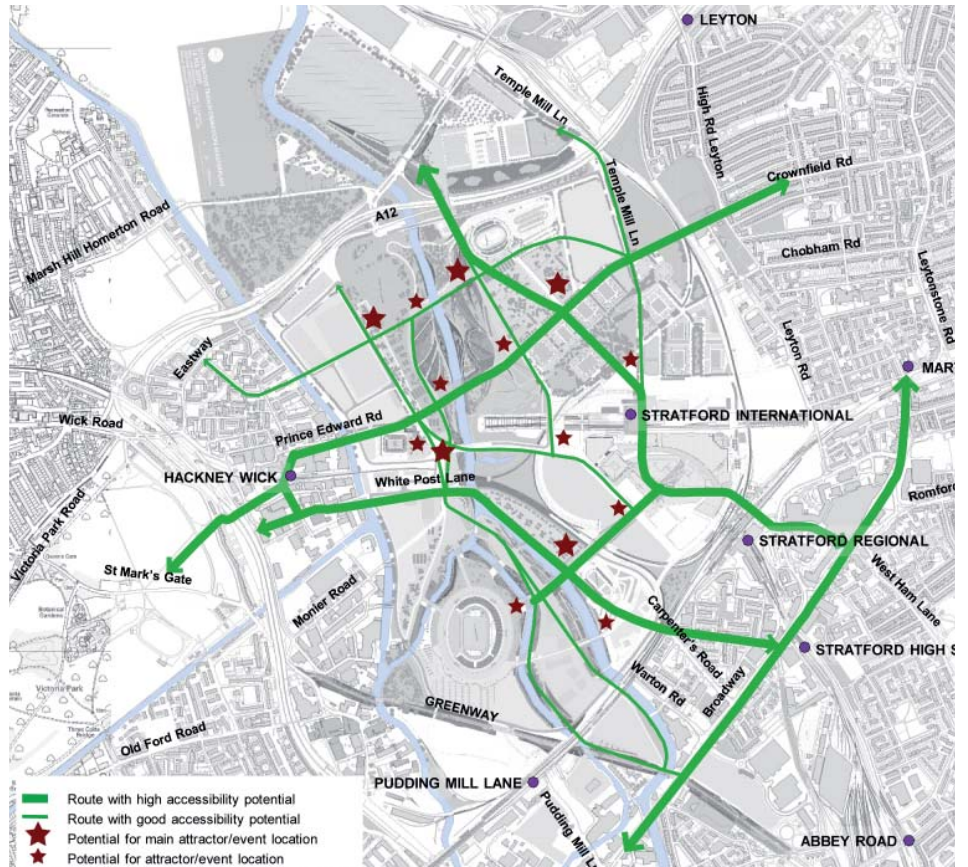 LEYTON
Temple Mill Ln
High Rd Leyton
Crownfield Rd
Temple Mill Ln
A12
Marsh Hill Homerton Road
Chobham Rd
Leytonstone Rd
Eastway
Leyton Rd
MAR
Wick Road
STRATFORD INTERNATIONAL
Prince Edward Rd
HACKNEY WICK
White Post Lane
Romford
Victoria Park Road
STRATFORD REGIONAL
St Mark's Gate
West Ham Lane
Monier Road
Carpenter's Road
STRATFORD HIGH S
Victoria Park
Warton Rd
Broadway
GREENWAY
Old Ford Road
PUDDING MILL LANE
Pudding Mill L
ABBEY ROAD
Route with high accessibility potential
Route with good accessibility potential
Potential for main attractor/event location
Potential for attractor/event location